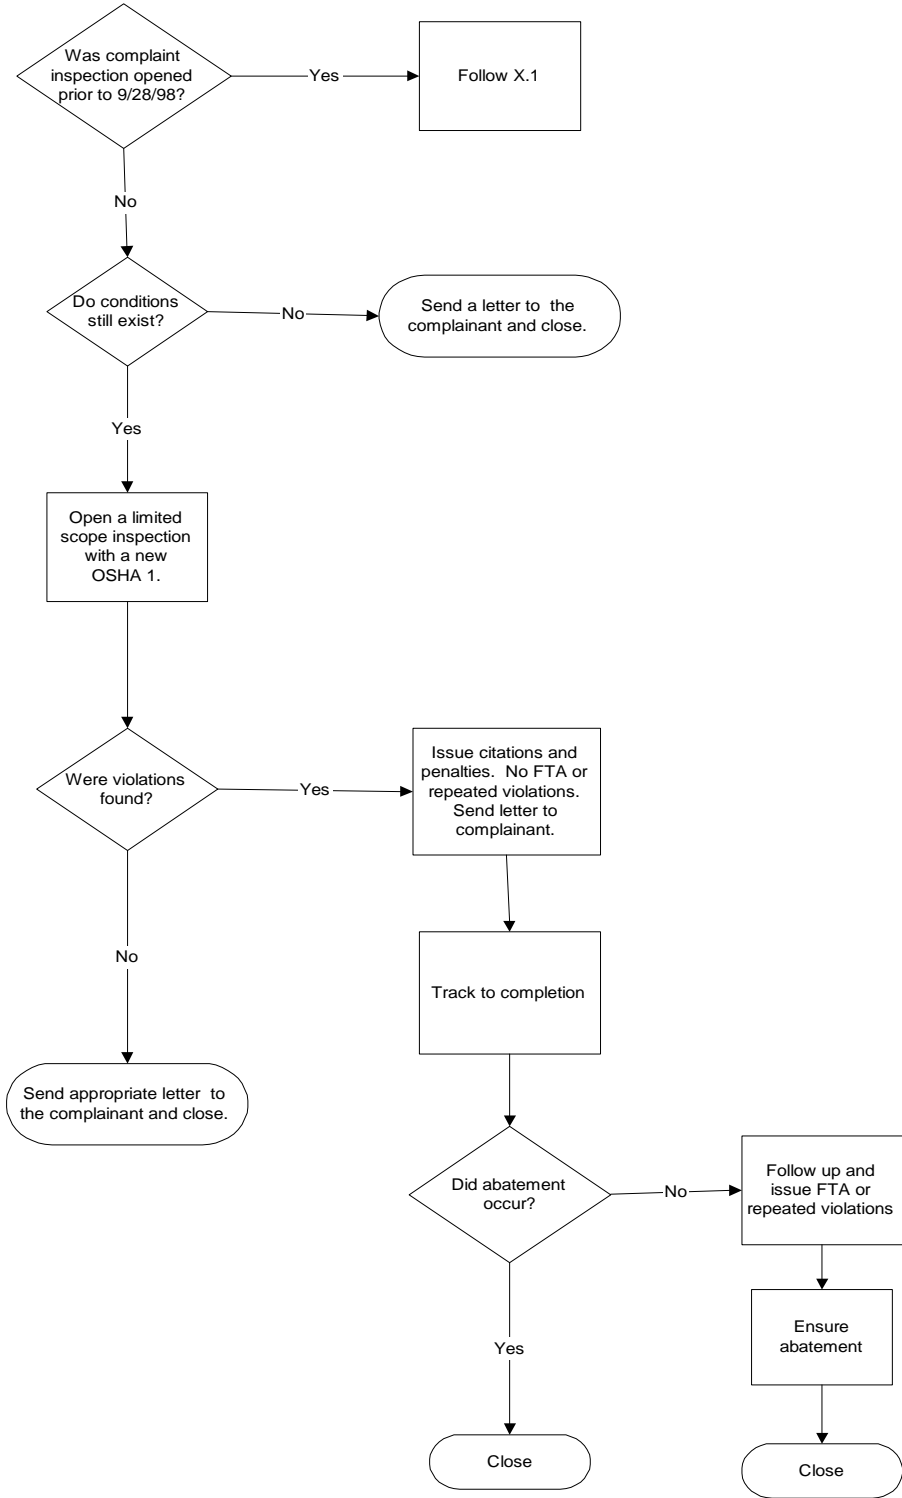 Was complaint
inspection opened
prior to 9/28/98?
Yes
Follow X.1
No
Do conditions
still exist?
No
Send a letter to the
complainant and close.
Yes
Open a limited
scope inspection
with a new
OSHA 1.
Were violations
found?
Yes
Issue citations and
penalties. No FTA or
repeated violations.
Send letter to
complainant.
No
Track to completion
Send appropriate letter to
the complainant and close.
Did abatement
occur?
No
Follow up and
issue FTA or
repeated violations
Ensure
abatement
Yes
Close
Close